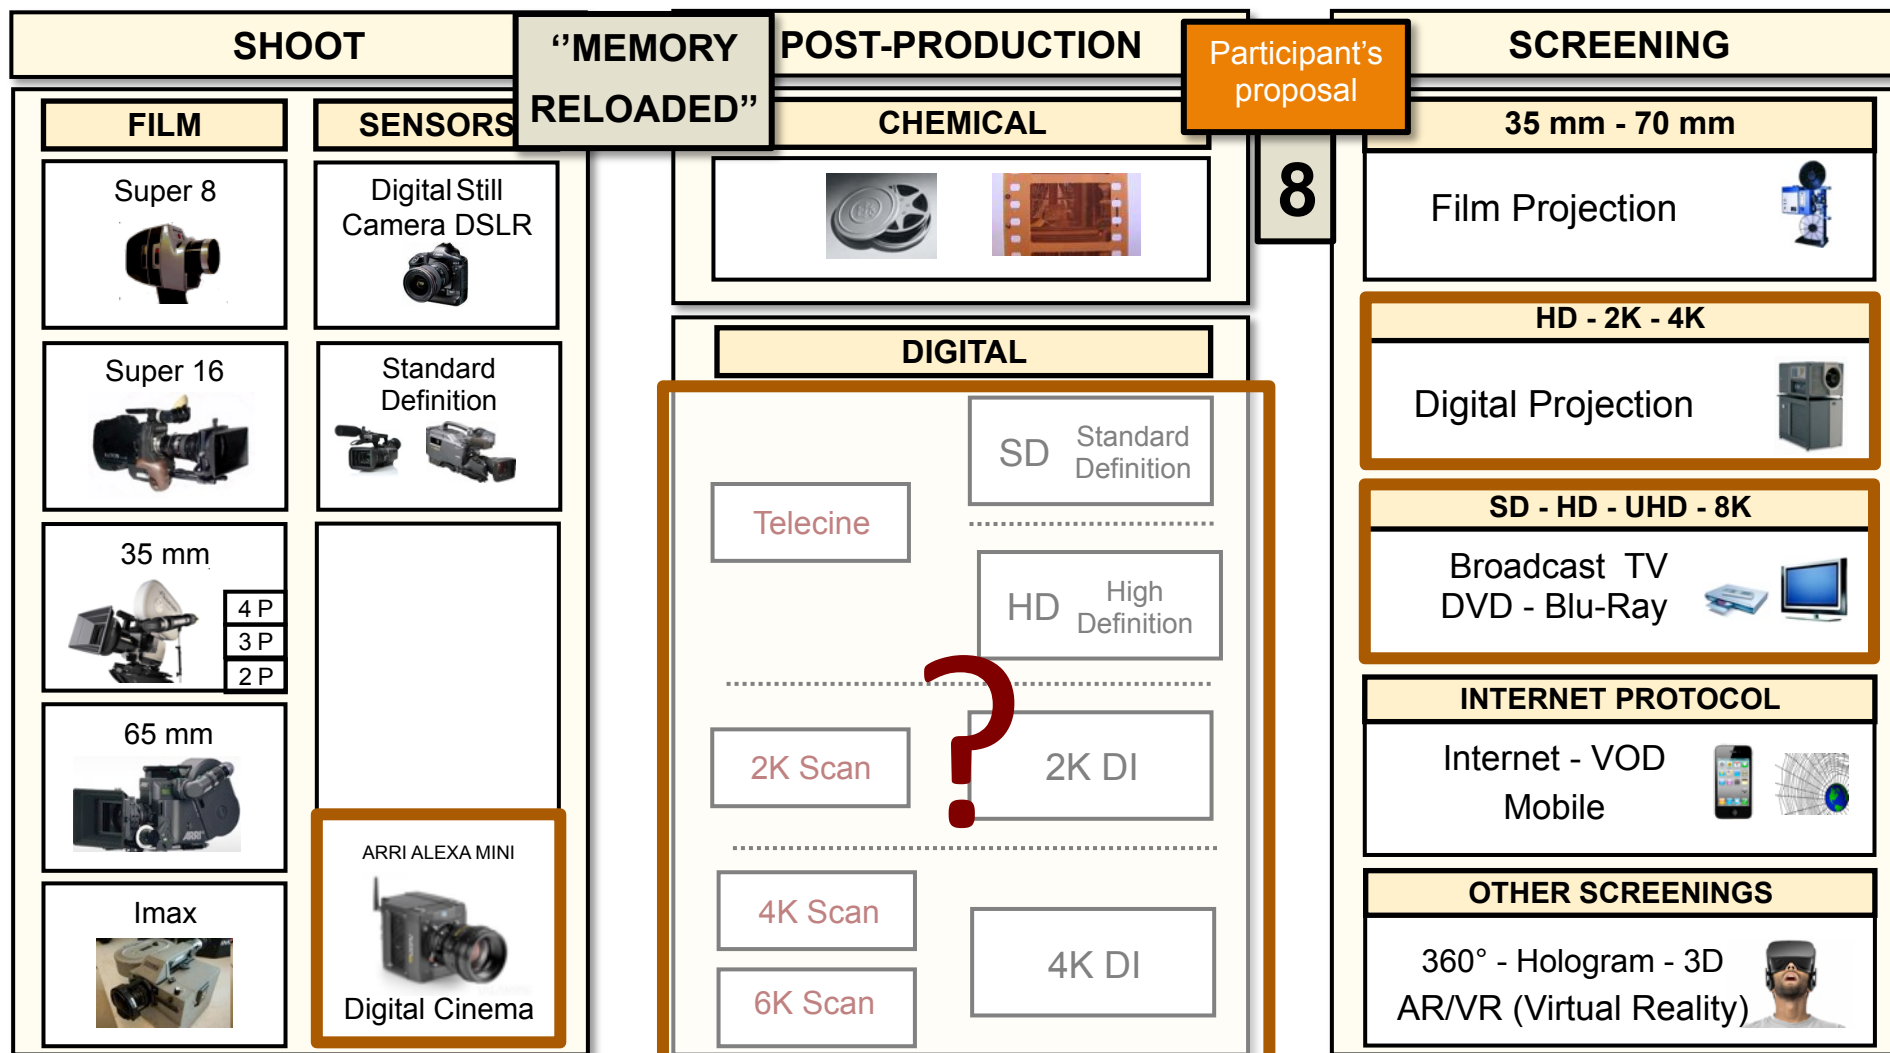 SHOOT
‘’MEMORY
RELOADED’’
POST-PRODUCTION
Participant’s
proposal
8
SCREENING
FILM
Super 8
Super 16
35 mm
4 P
3 P
2 P
65 mm
ARRI
Imax
SENSORS
Digital Still
Camera DSLR
Standard
Definition
ARRI ALEXA MINI
Digital Cinema
CHEMICAL
DIGITAL
Telecine
SD
Standard
Definition
HD
High
Definition
?
2K Scan
2K DI
4K Scan
6K Scan
4K DI
35 mm - 70 mm
Film Projection
HD - 2K - 4K
Digital Projection
SD - HD - UHD - 8K
Broadcast TV
DVD - Blu-Ray
INTERNET PROTOCOL
Internet - VOD
Mobile
OTHER SCREENINGS
360° - Hologram - 3D
AR/VR (Virtual Reality)